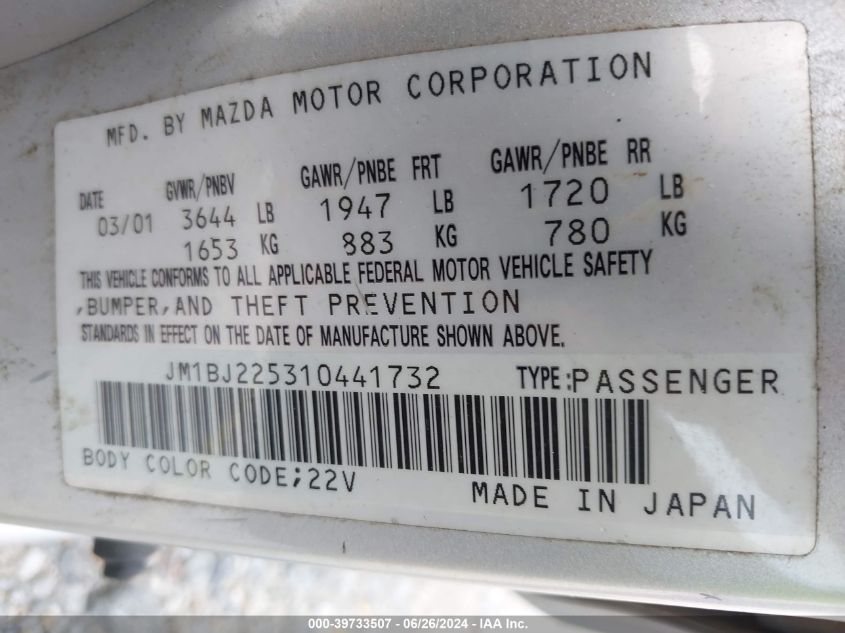 MFD. BY MAZDA MOTOR CORPORATION
DATE GVWR/PNBV GAWR/PNBE FRT GAWR/PNBE RR
03/01 3644 LB 1947 LB 1720 LB
1653 KG 883 KG 780 KG
THIS VEHICLE CONFORMS TO ALL APPLICABLE FEDERAL MOTOR VEHICLE SAFETY
,BUMPER,AND THEFT PREVENTION
STANDARDS IN EFFECT ON THE DATE OF MANUFACTURE SHOWN ABOVE.
JM1BJ225310441732 TYPE:PASSENGER
BODY COLOR CODE;22V
MADE IN JAPAN
000-39733507 - 06/26/2024 - IAA Inc.